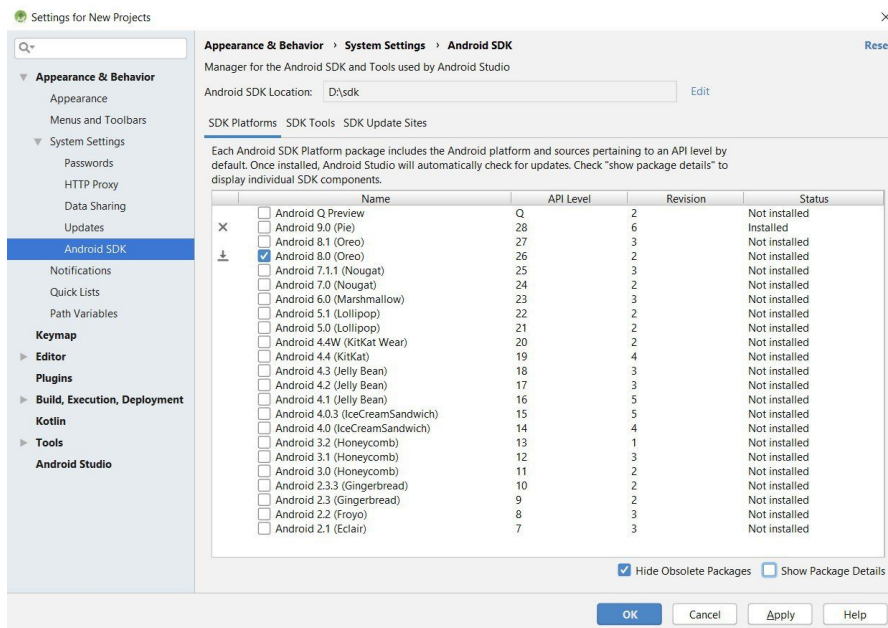 Settings for New Projects
Appearance & Behavior › System Settings › Android SDK
Rese
Manager for the Android SDK and Tools used by Android Studio
Android SDK Location: D:\sdk Edit
Appearance & Behavior
Appearance
Menus and Toolbars
System Settings
Passwords
HTTP Proxy
Data Sharing
Updates
Android SDK
Notifications
Quick Lists
Path Variables
Keymap
Editor
Plugins
Build, Execution, Deployment
Kotlin
Tools
Android Studio
SDK Platforms SDK Tools SDK Update Sites
Each Android SDK Platform package includes the Android platform and sources pertaining to an API level by
default. Once installed, Android Studio will automatically check for updates. Check "show package details" to
display individual SDK components.
Name API Level Revision Status
Android Q Preview Q 2 Not installed
Android 9.0 (Pie) 28 6 Installed
Android 8.1 (Oreo) 27 3 Not installed
Android 8.0 (Oreo) 26 2 Not installed
Android 7.1.1 (Nougat) 25 3 Not installed
Android 7.0 (Nougat) 24 2 Not installed
Android 6.0 (Marshmallow) 23 3 Not installed
Android 5.1 (Lollipop) 22 2 Not installed
Android 5.0 (Lollipop) 21 2 Not installed
Android 4.4W (KitKat Wear) 20 2 Not installed
Android 4.4 (KitKat) 19 4 Not installed
Android 4.3 (Jelly Bean) 18 3 Not installed
Android 4.2 (Jelly Bean) 17 3 Not installed
Android 4.1 (Jelly Bean) 16 5 Not installed
Android 4.0.3 (IceCreamSandwich) 15 5 Not installed
Android 4.0 (IceCreamSandwich) 14 4 Not installed
Android 3.2 (Honeycomb) 13 1 Not installed
Android 3.1 (Honeycomb) 12 3 Not installed
Android 3.0 (Honeycomb) 11 2 Not installed
Android 2.3.3 (Gingerbread) 10 2 Not installed
Android 2.3 (Gingerbread) 9 2 Not installed
Android 2.2 (Froyo) 8 3 Not installed
Android 2.1 (Eclair) 7 3 Not installed
Hide Obsolete Packages Show Package Details
OK Cancel Apply Help